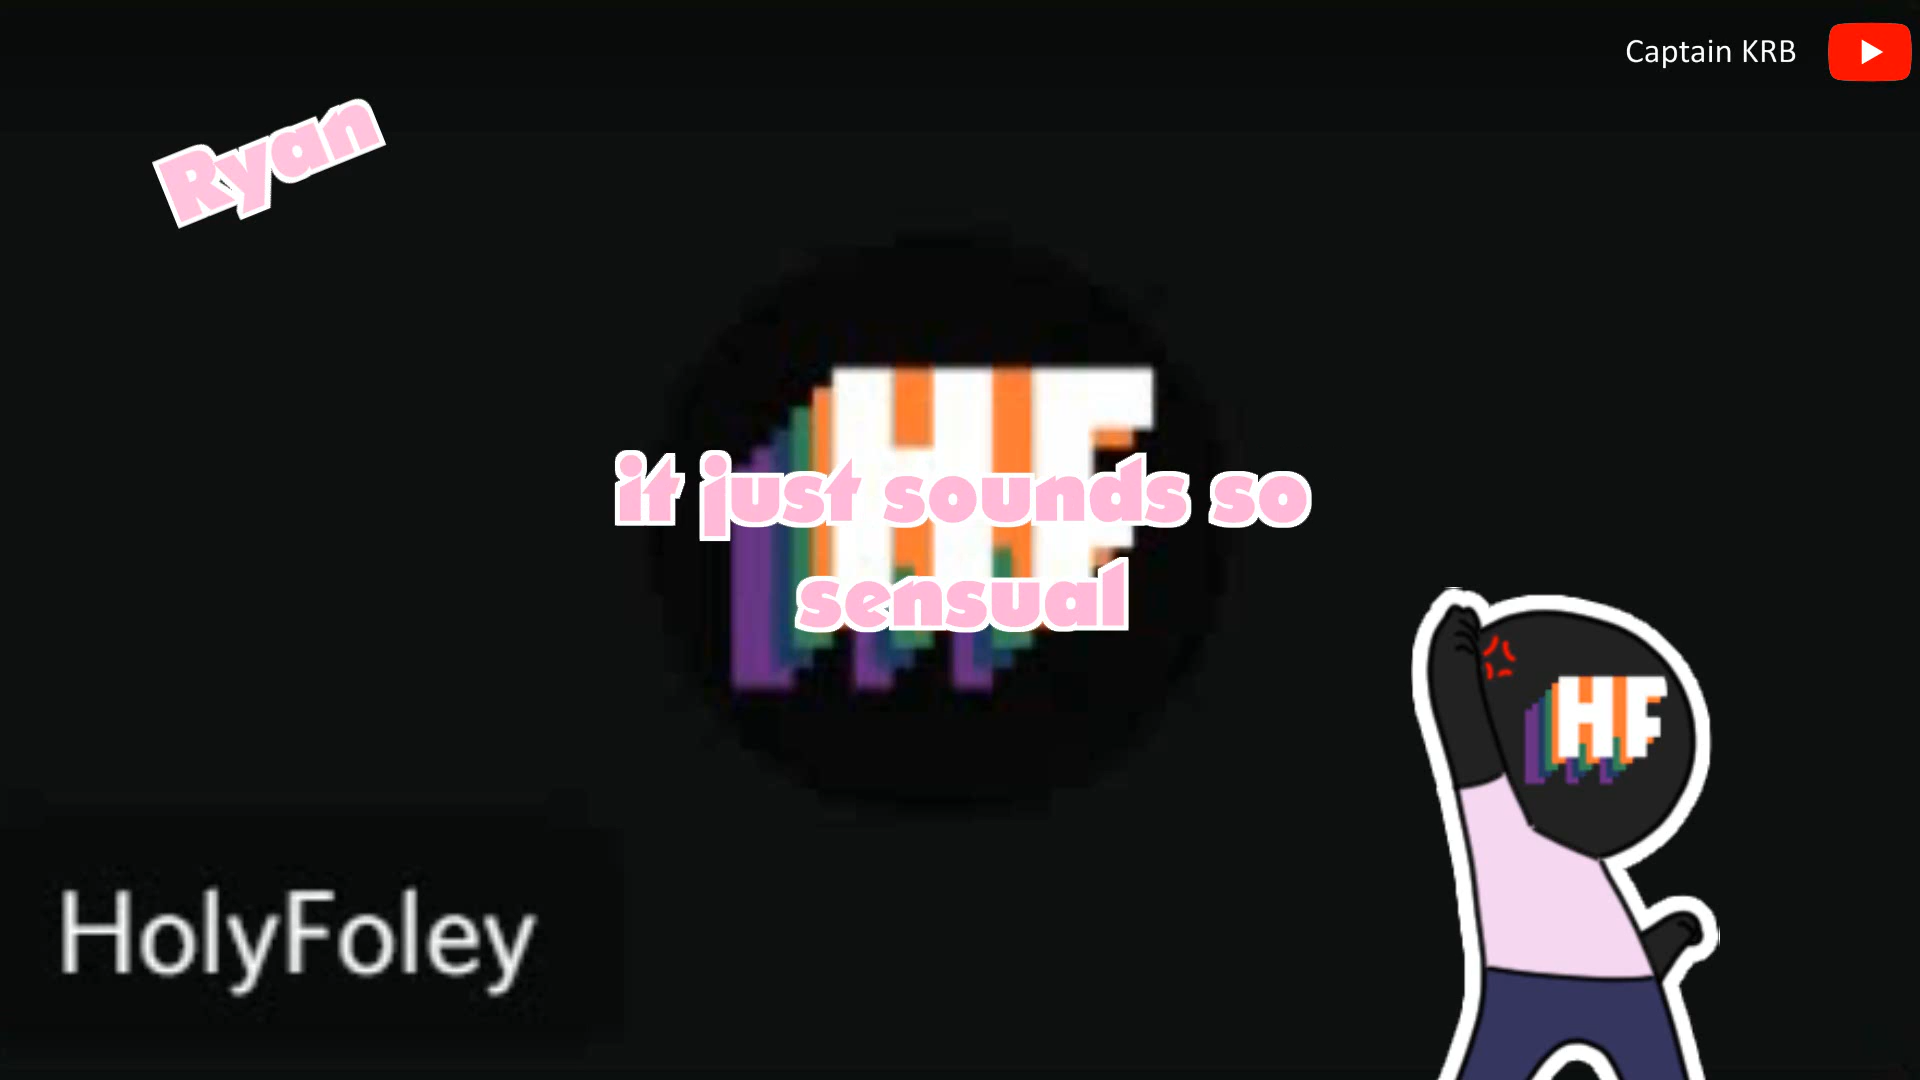 Captain KRB
Ryan
HF
it just sounds so
sensual
HF
HolyFoley